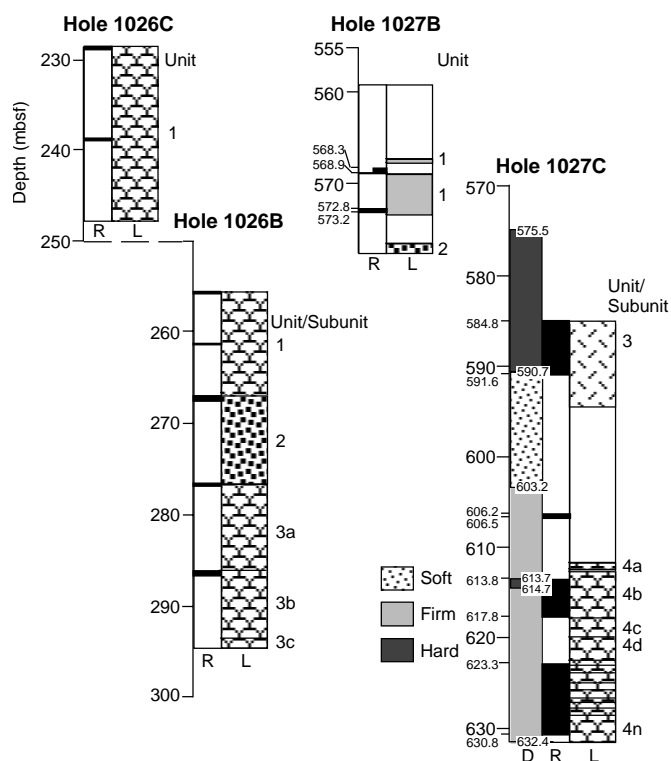 Hole 1026C
Unit
230
240
250
Depth (mbsf)
1
R L
Hole 1026B
Unit/Subunit
260
270
280
290
300
1
2
3a
3b
3c
R L
Hole 1027B
Unit
555
560
568.3
568.9
570
572.8
573.2
1
1
2
R L
Hole 1027C
Unit/
Subunit
570
575.5
580
584.8
590
590.7
591.6
600
603.2
606.2
606.5
610
613.8
613.7
614.7
617.8
620
623.3
630
630.8
632.4
3
4a
4b
4c
4d
4n
D R L
Soft
Firm
Hard